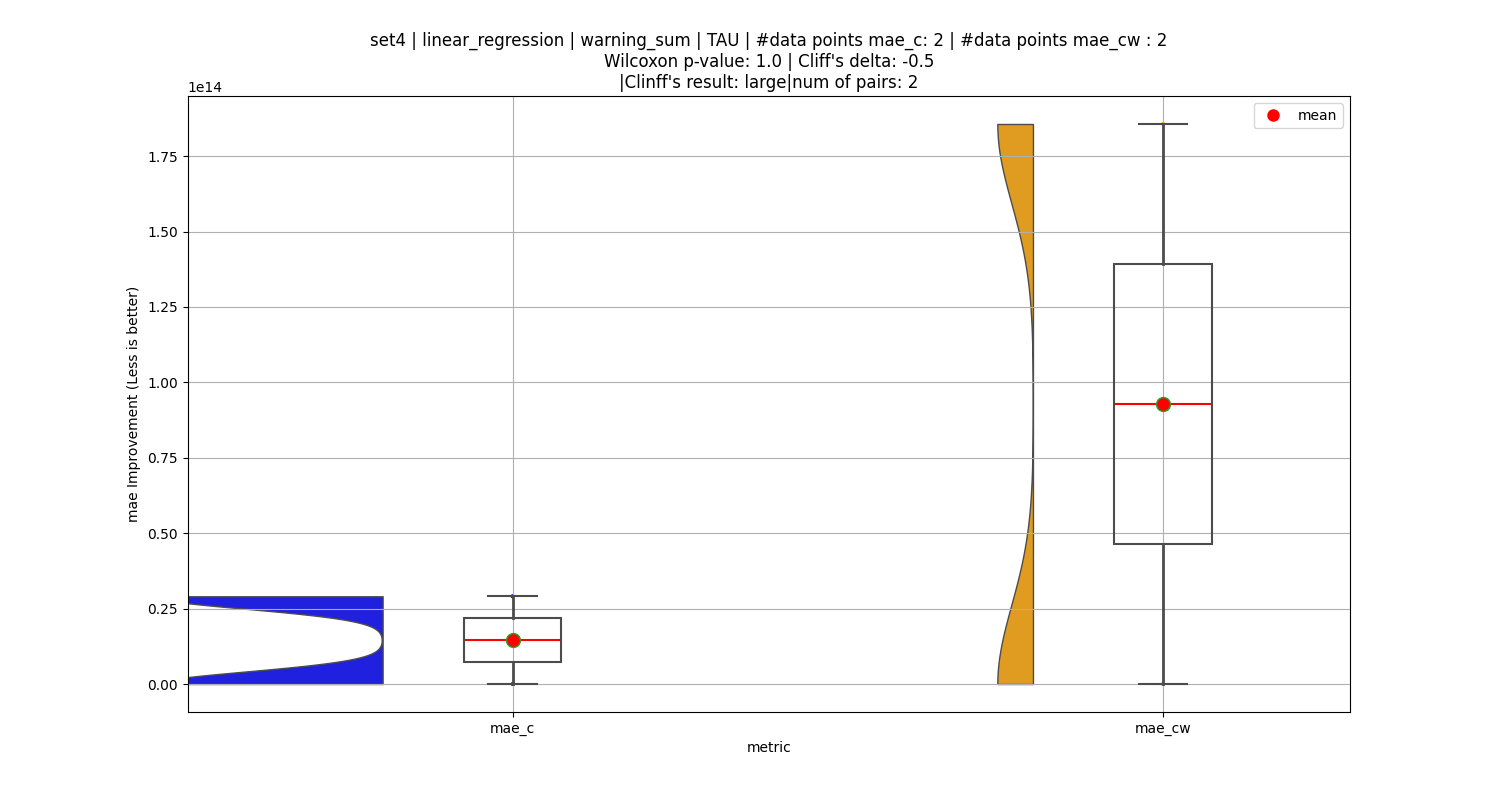 set4 | linear_regression | warning_sum | TAU | #data points mae_c: 2 | #data points mae_cw : 2
Wilcoxon p-value: 1.0 | Cliff's delta: -0.5
|Clinff's result: large|num of pairs: 2
1e14
mean
1.75
1.50
1.25
1.00
0.75
0.50
0.25
0.00
mae Improvement (Less is better)
mae_c
mae_cw
metric